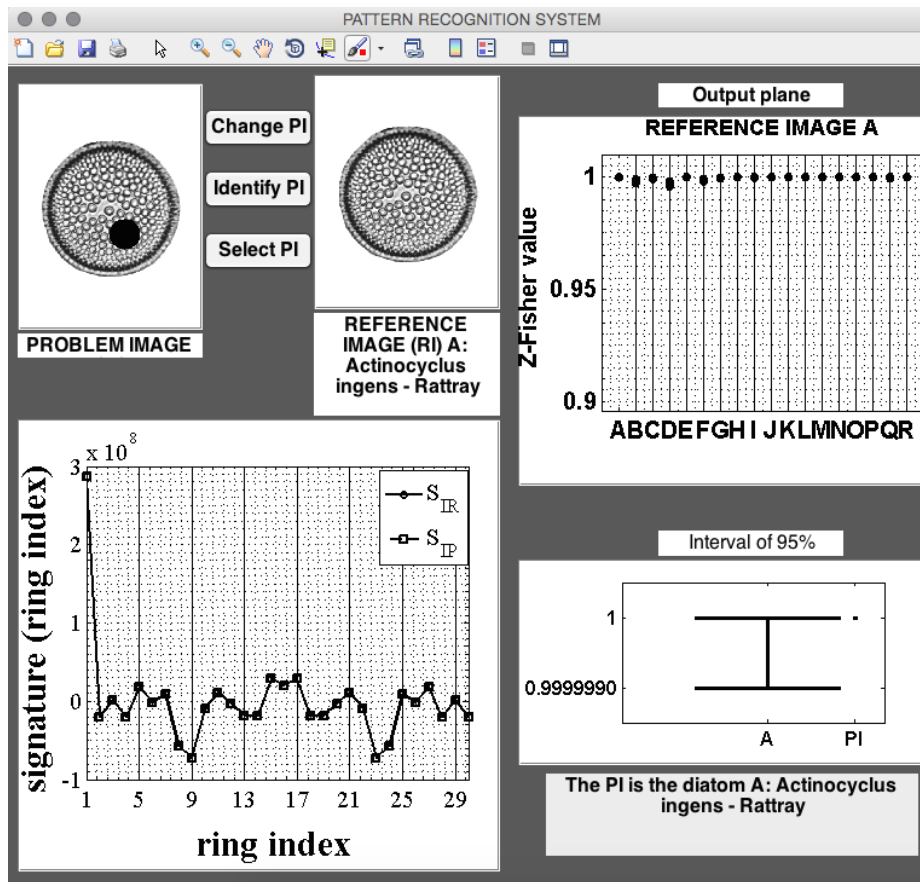 PATTERN RECOGNITION SYSTEM
Change PI
Identify PI
Select PI
PROBLEM IMAGE
REFERENCE
IMAGE (RI) A:
Actinocyclus
ingens - Rattray
Output plane
REFERENCE IMAGE A
Z-Fisher value
1
0.95
0.9
ABCDEFGHIJKLMNOPQR
x 10^8
signature (ring index)
3
2
1
0
-1
1 5 9 13 17 21 25 29
ring index
S_IR
S_IP
Interval of 95%
1
0.9999990
A PI
The PI is the diatom A: Actinocyclus
ingens - Rattray